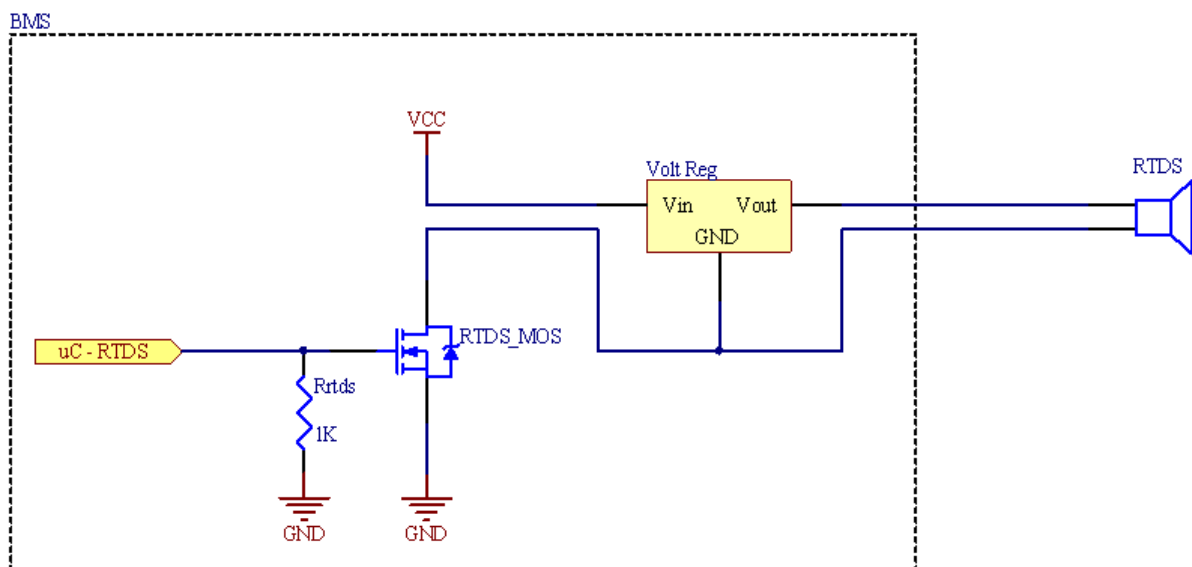 BMS
VCC
Volt Reg
RTDS
Vin
Vout
GND
RTDS_MOS
uC - RTDS
Rrtds
1K
GND
GND